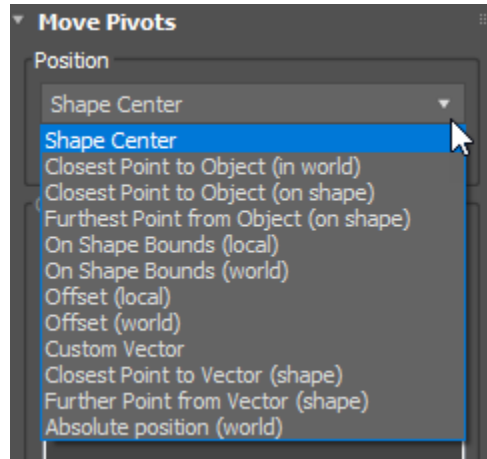 Move Pivots
Position
Shape Center
Shape Center
Closest Point to Object (in world)
Closest Point to Object (on shape)
Furthest Point from Object (on shape)
On Shape Bounds (local)
On Shape Bounds (world)
Offset (local)
Offset (world)
Custom Vector
Closest Point to Vector (shape)
Further Point from Vector (shape)
Absolute position (world)